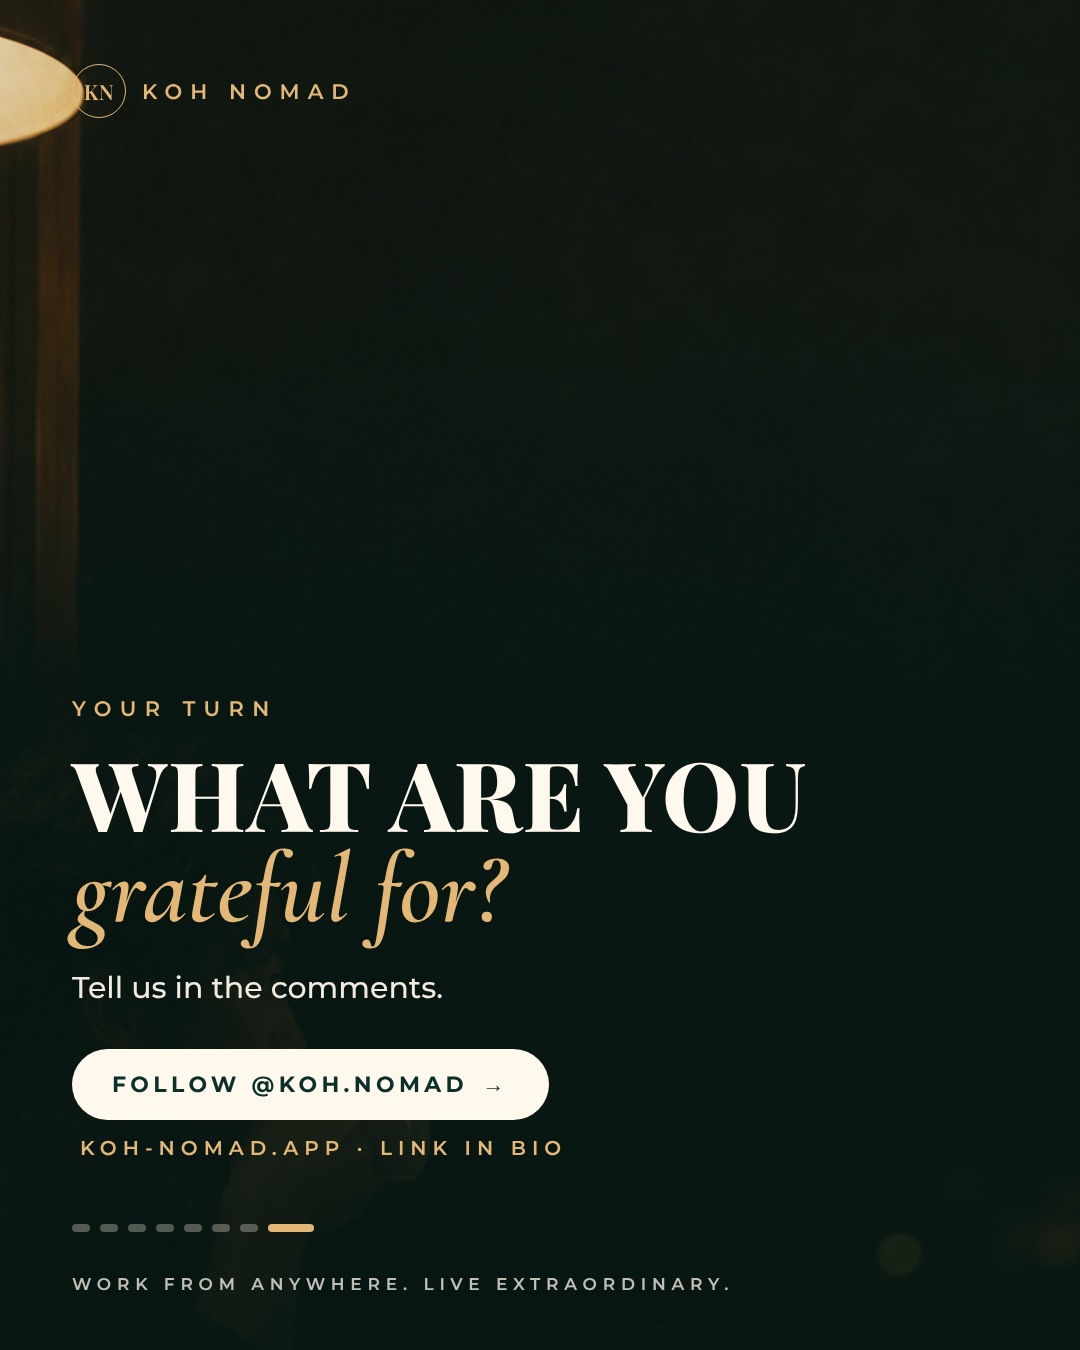 KN KOH NOMAD
YOUR TURN
WHAT ARE YOU
grateful for?
Tell us in the comments.
FOLLOW @KOH.NOMAD →
KOH-NOMAD.APP · LINK IN BIO
WORK FROM ANYWHERE. LIVE EXTRAORDINARY.